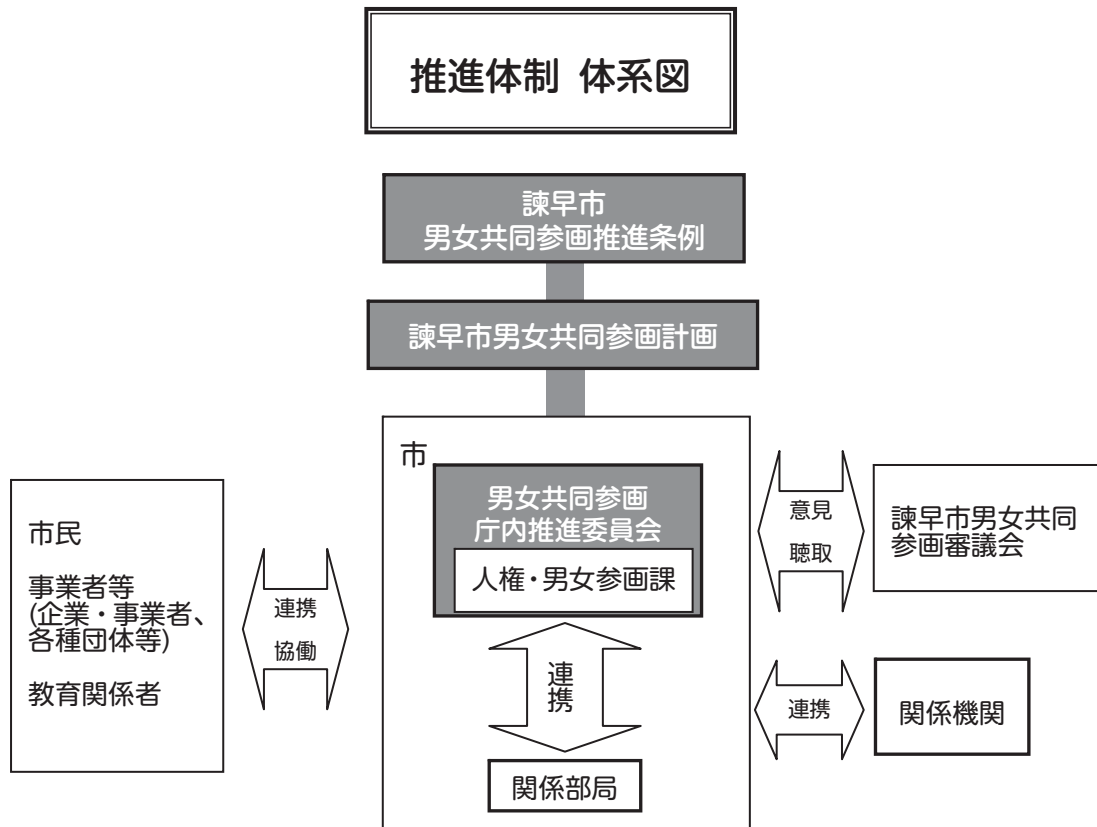 推進体制 体系図
諫早市
男女共同参画推進条例
諫早市男女共同参画計画
市
男女共同参画
庁内推進委員会
人権・男女参画課
連
携
関係部局
市民
事業者等
(企業・事業者、
各種団体等)
教育関係者
連携
協働
意見
聴取
諫早市男女共同
参画審議会
連携
関係機関